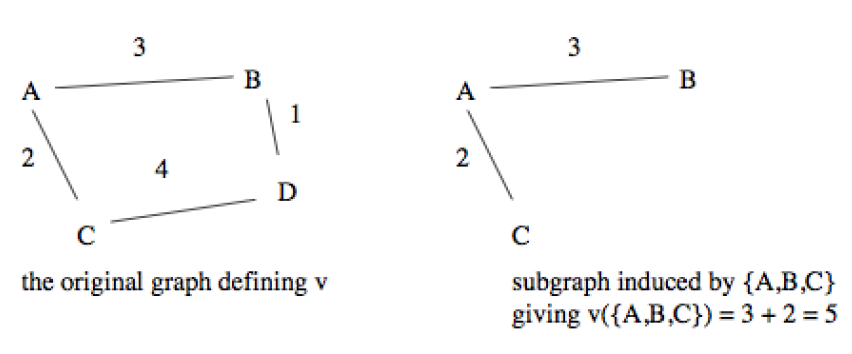 3
A
B
1
2
4
D
C
the original graph defining v
3
A
B
2
C
subgraph induced by {A,B,C}
giving v({A,B,C}) = 3 + 2 = 5